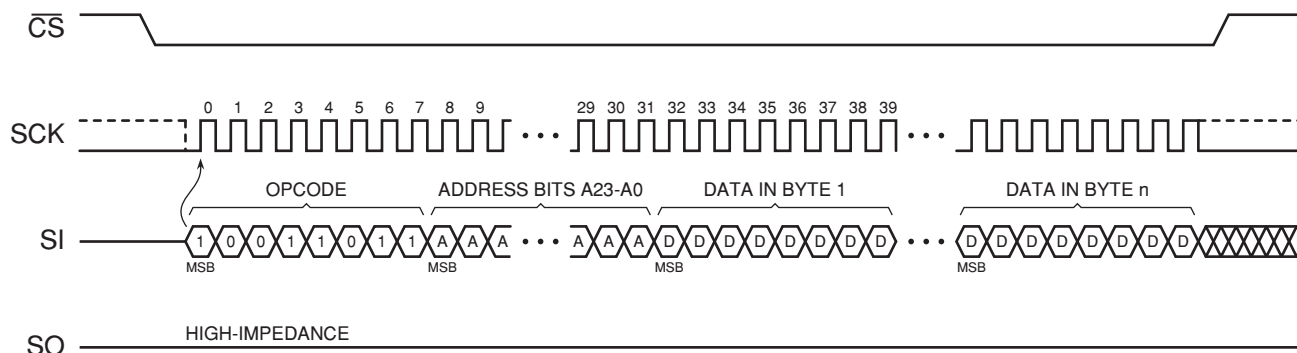 CS
0 1 2 3 4 5 6 7 8 9 29 30 31 32 33 34 35 36 37 38 39
SCK
OPCODE ADDRESS BITS A23-A0 DATA IN BYTE 1 DATA IN BYTE n
SI 1 0 0 1 1 0 1 1 A A A A A A D D D D D D D D D D D D D D D D
MSB MSB MSB MSB
HIGH-IMPEDANCE
SO